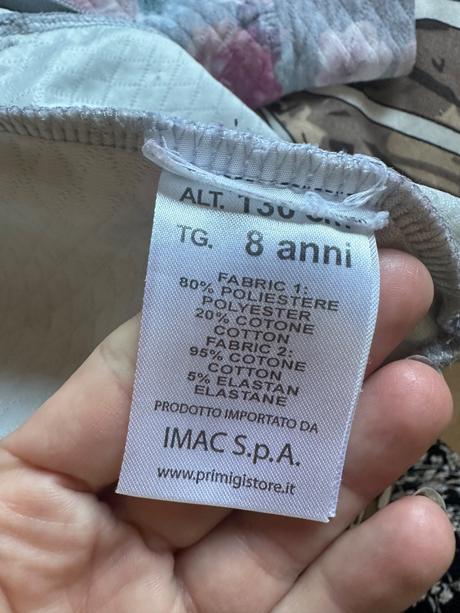 ALT. 130 cm
TG. 8 anni
FABRIC 1:
80% POLIESTERE
POLYESTER
20% COTONE
COTTON
FABRIC 2:
95% COTONE
COTTON
5% ELASTAN
ELASTANE
PRODOTTO IMPORTATO DA
IMAC S.p.A.
www.primigistore.it